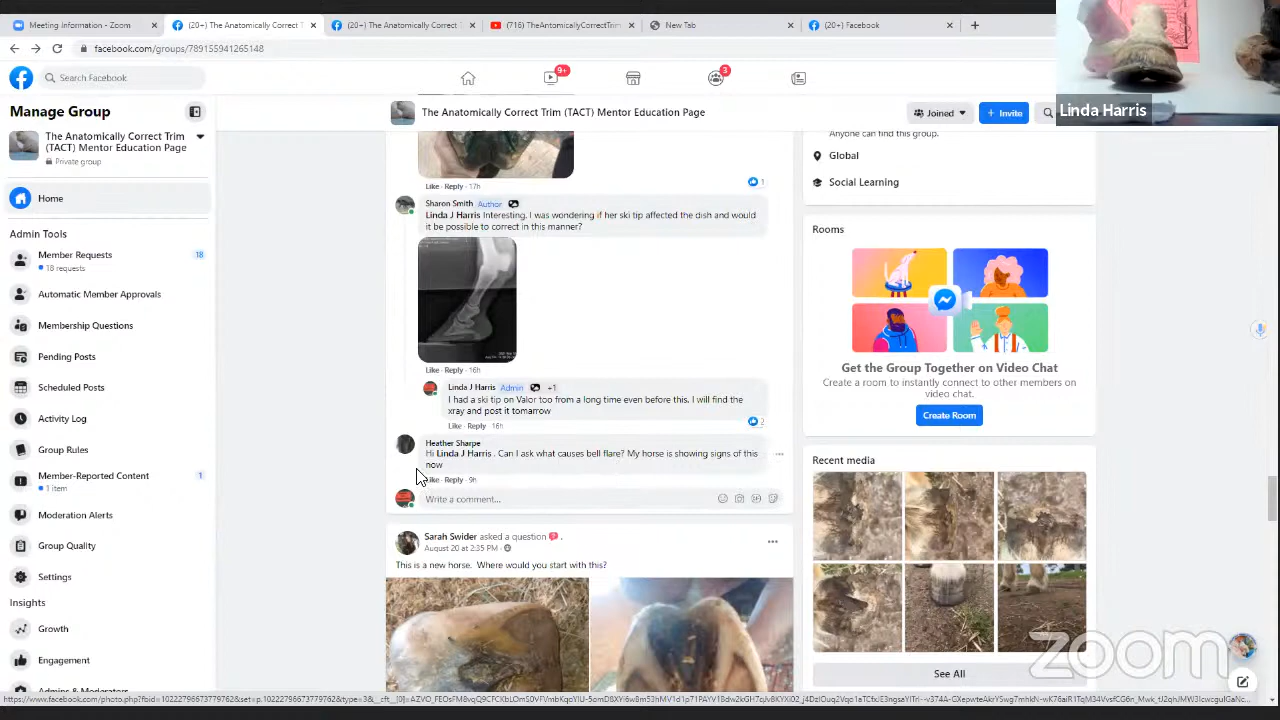 Meeting-Information - Zoom
(20+) The Anatomically Correct T
(20+) The Anatomically Correct
(716) TheAntomicallyCorrectTrim
New Tab
(20+) Facebook
facebook.com/groups/789155941265148
Linda Harris
Search Facebook
9+
3
Manage Group
The Anatomically Correct Trim
(TACT) Mentor Education Page
Private group
The Anatomically Correct Trim (TACT) Mentor Education Page
Joined
+ Invite
Home
Admin Tools
Member Requests
18
18 requests
Automatic Member Approvals
Membership Questions
Pending Posts
Scheduled Posts
Activity Log
Group Rules
Member-Reported Content
1
1 item
Moderation Alerts
Group Quality
Settings
Insights
Growth
Engagement
Admins & Moderators
1
Like · Reply · 17h
Sharon Smith Author
Linda J Harris Interesting, I was wondering if her ski tip affected the dish and would
it be possible to correct in this manner?
Like · Reply · 16h
Linda J Harris Admin +1
I had a ski tip on Valor too from a long time even before this, I will find the
xray and post it tomarrow
2
Like · Reply · 16h
Heather Sharpe
Hi Linda J Harris . Can I ask what causes bell flare? My horse is showing signs of this
now
Like · Reply · 9h
Write a comment...
Sarah Swider asked a question .
August 20 at 2:35 PM ·
This is a new horse. Where would you start with this?
Anyone can find this group.
Global
Social Learning
Rooms
Get the Group Together on Video Chat
Create a room to instantly connect to other members on
video chat.
Create Room
Recent media
See All
zoom